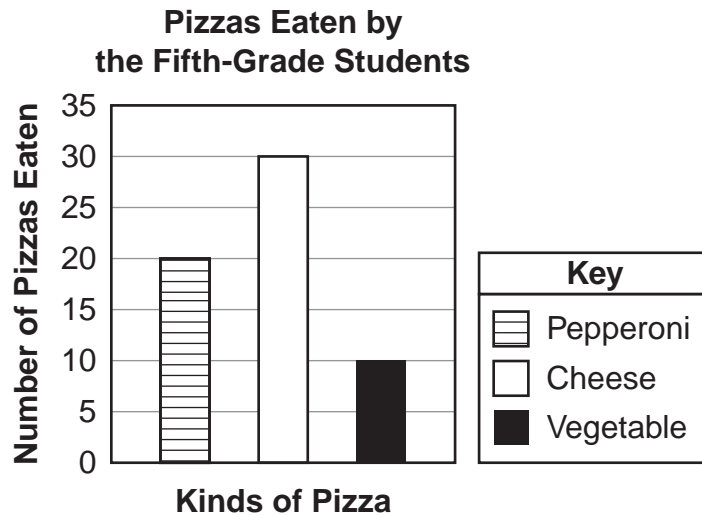 Pizzas Eaten by
the Fifth-Grade Students
Number of Pizzas Eaten
35
30
25
20
15
10
5
0
Kinds of Pizza
Key
Pepperoni
Cheese
Vegetable